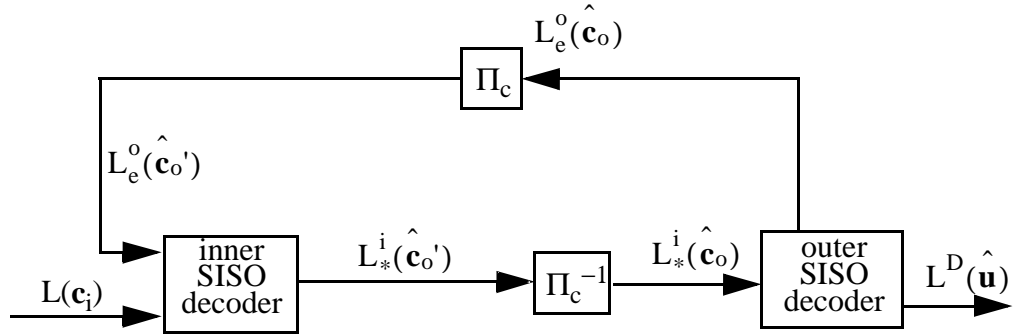 L_e^o(ĉ_o)
Π_c
L_e^o(ĉ_o')
inner
SISO
decoder
L(c_i)
L_*^i(ĉ_o')
Π_c^−1
L_*^i(ĉ_o)
outer
SISO
decoder
L^D(û)